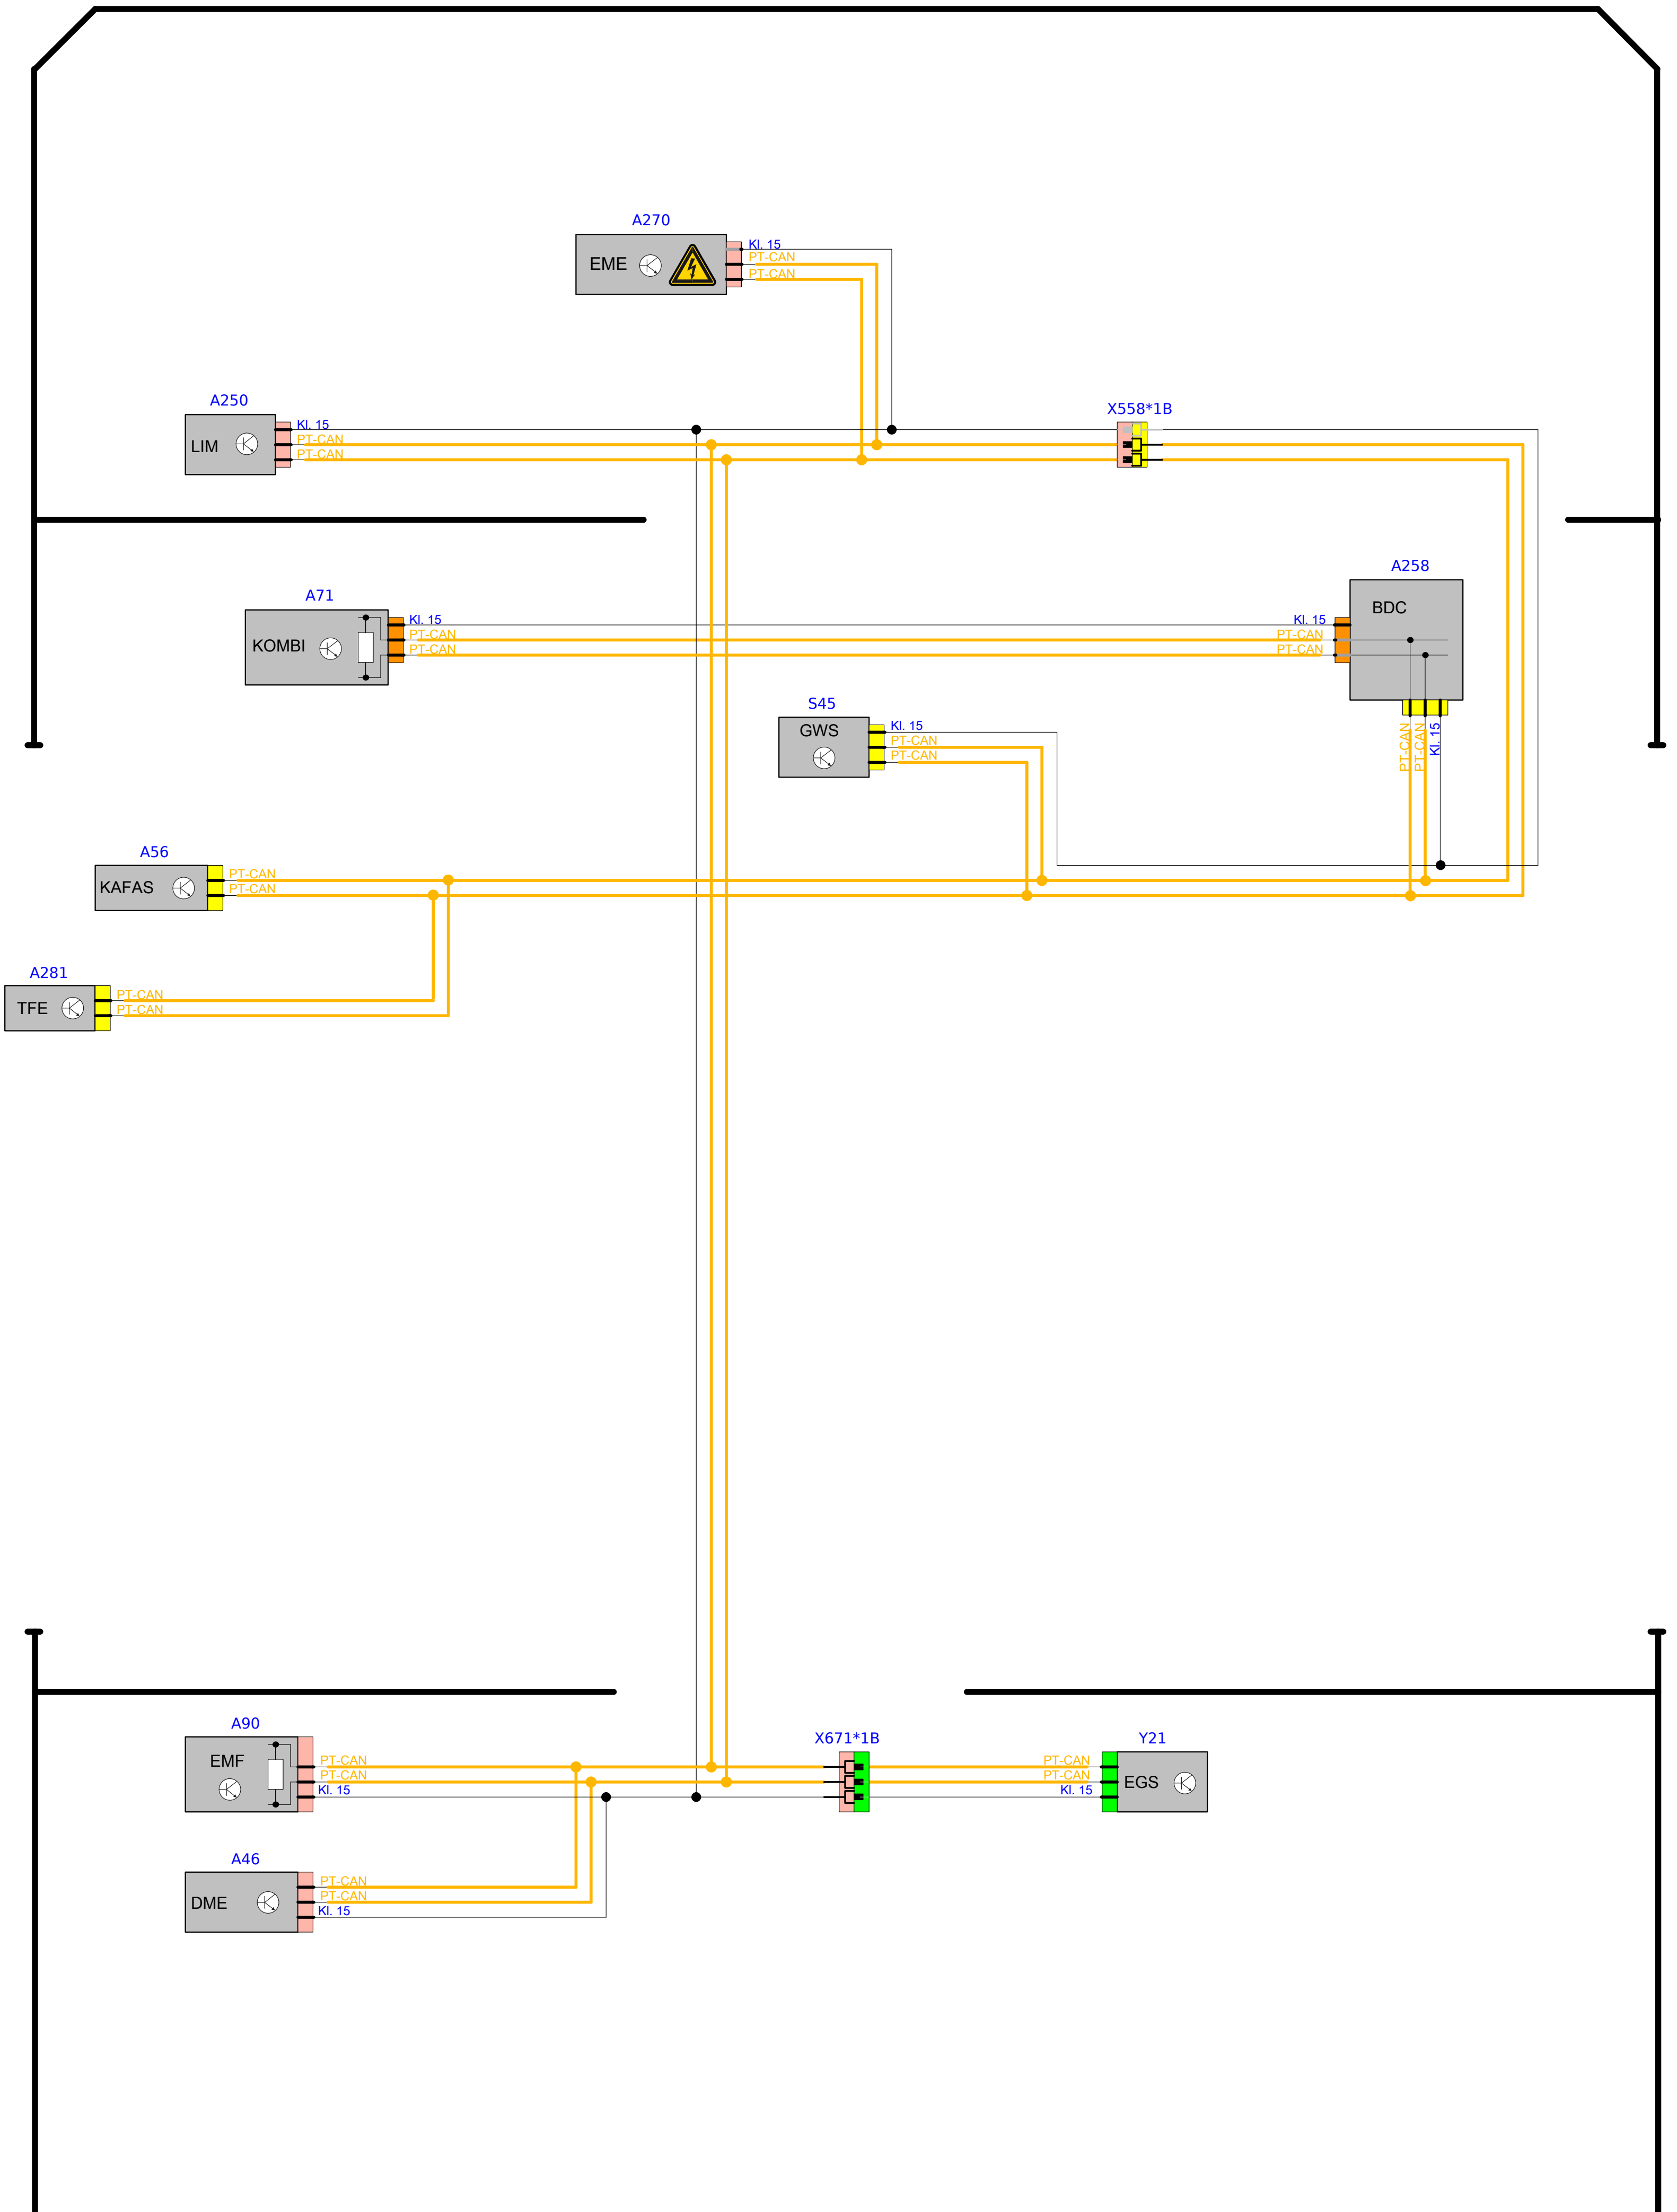 A270
EME
Kl. 15
PT-CAN
PT-CAN
A250
LIM
Kl. 15
PT-CAN
PT-CAN
X558*1B
A258
BDC
Kl. 15
PT-CAN
PT-CAN
PT-CAN
PT-CAN
Kl. 15
A71
KOMBI
Kl. 15
PT-CAN
PT-CAN
S45
GWS
Kl. 15
PT-CAN
PT-CAN
A56
KAFAS
PT-CAN
PT-CAN
A281
TFE
PT-CAN
PT-CAN
A90
EMF
PT-CAN
PT-CAN
Kl. 15
X671*1B
Y21
PT-CAN
PT-CAN
Kl. 15
EGS
A46
DME
PT-CAN
PT-CAN
Kl. 15